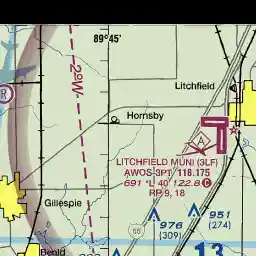 89°45'
2°W
Litchfield
R
Hornsby
LITCHFIELD MUNI (3LF)
AWOS-3PT 118.175
691 *L 40 122.8 C
RP 9, 18
Gillespie
976
(309)
951
(274)
55
Benld
13